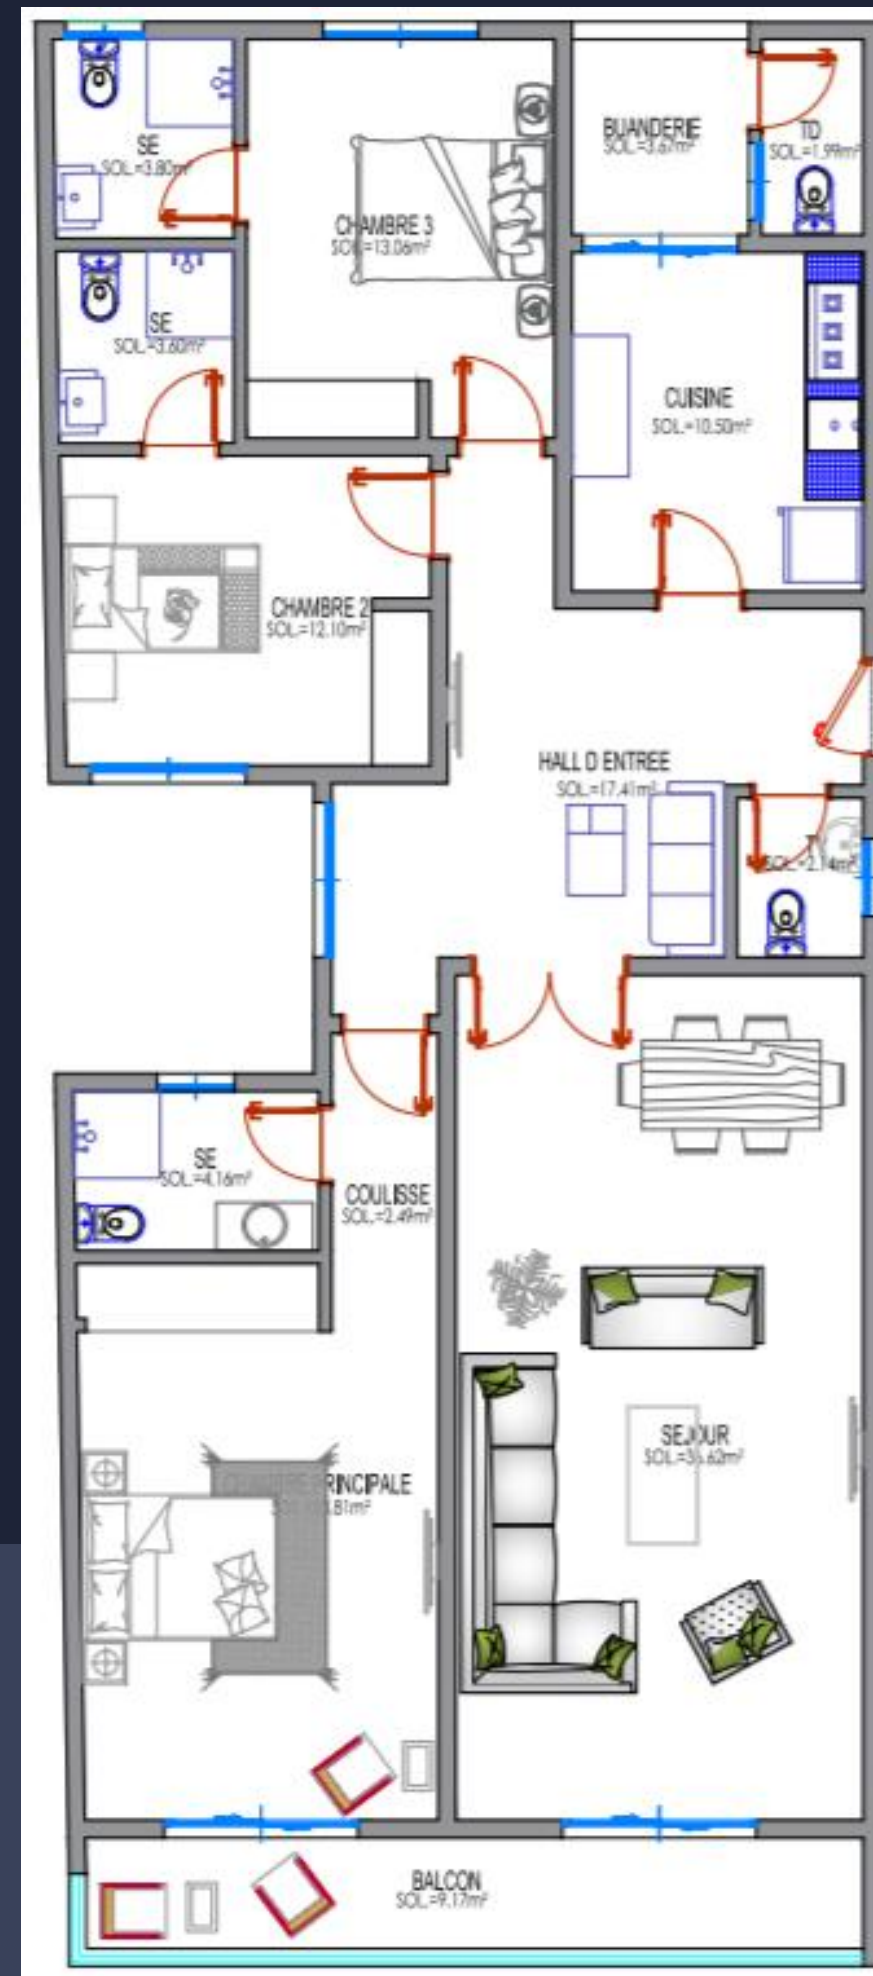 SE
SOL.=3.80m²
BUANDERIE
SOL.=3.67m²
TD
SOL.=1.99m²
CHAMBRE 3
SOL.=13.06m²
SE
SOL.=3.60m²
CUISINE
SOL.=10.50m²
CHAMBRE 2
SOL.=12.10m²
HALL D ENTREE
SOL.=17.41m²
SOL.=2.14m²
SE
SOL.=4.16m²
COULISSE
SOL.=2.49m²
SEJOUR
PRINCIPALE
BALCON
SOL.=9.17m²